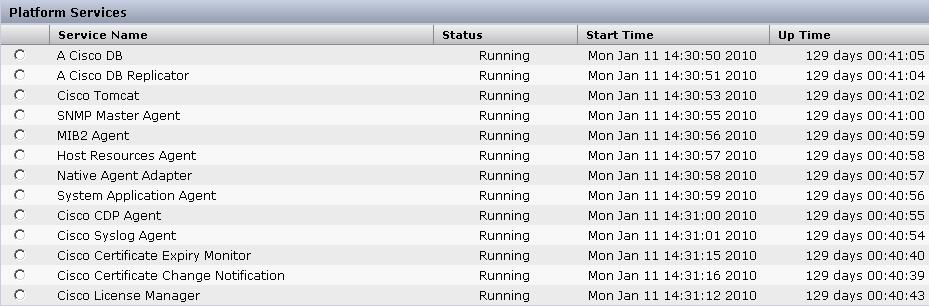 Platform Services
Service Name Status Start Time Up Time
A Cisco DB Running Mon Jan 11 14:30:50 2010 129 days 00:41:05
A Cisco DB Replicator Running Mon Jan 11 14:30:51 2010 129 days 00:41:04
Cisco Tomcat Running Mon Jan 11 14:30:53 2010 129 days 00:41:02
SNMP Master Agent Running Mon Jan 11 14:30:55 2010 129 days 00:41:00
MIB2 Agent Running Mon Jan 11 14:30:56 2010 129 days 00:40:59
Host Resources Agent Running Mon Jan 11 14:30:57 2010 129 days 00:40:58
Native Agent Adapter Running Mon Jan 11 14:30:58 2010 129 days 00:40:57
System Application Agent Running Mon Jan 11 14:30:59 2010 129 days 00:40:56
Cisco CDP Agent Running Mon Jan 11 14:31:00 2010 129 days 00:40:55
Cisco Syslog Agent Running Mon Jan 11 14:31:01 2010 129 days 00:40:54
Cisco Certificate Expiry Monitor Running Mon Jan 11 14:31:15 2010 129 days 00:40:40
Cisco Certificate Change Notification Running Mon Jan 11 14:31:16 2010 129 days 00:40:39
Cisco License Manager Running Mon Jan 11 14:31:12 2010 129 days 00:40:43